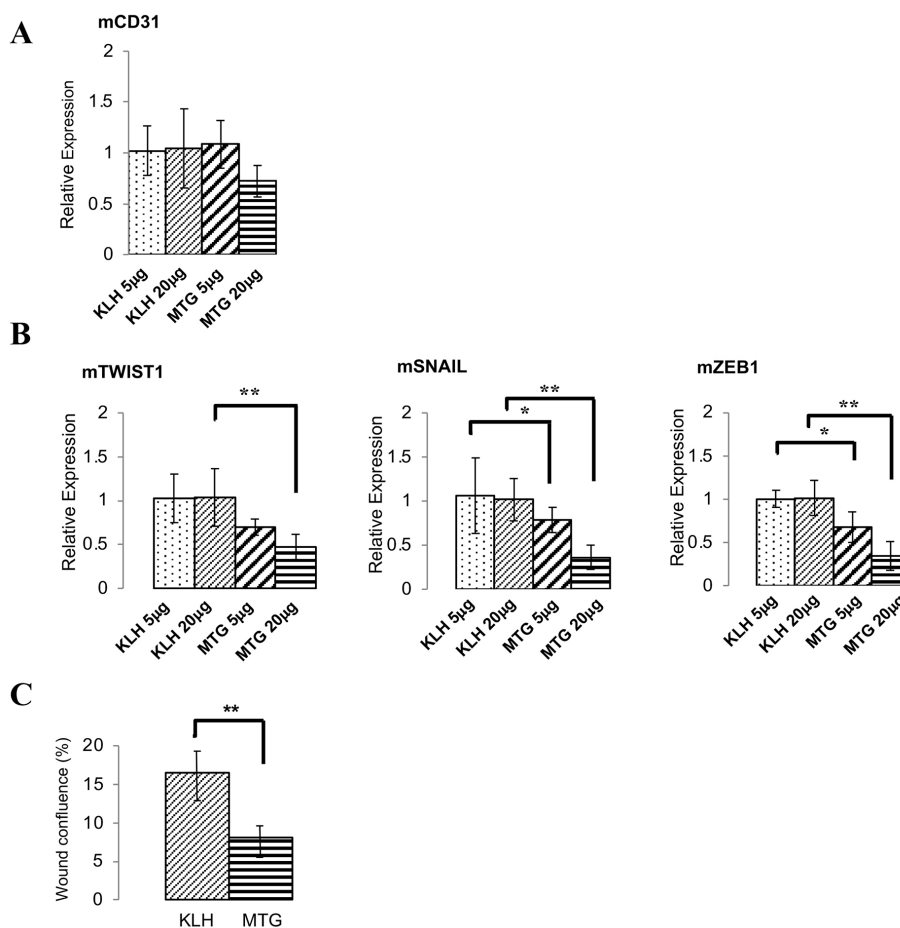 A
mCD31
Relative Expression
2
1.5
1
0.5
0
KLH 5µg
KLH 20µg
MTG 5µg
MTG 20µg
B
mTWIST1
Relative Expression
2
1.5
1
0.5
0
**
KLH 5µg
KLH 20µg
MTG 5µg
MTG 20µg
mSNAIL
Relative Expression
2
1.5
1
0.5
0
*
**
KLH 5µg
KLH 20µg
MTG 5µg
MTG 20µg
mZEB1
Relative Expression
2
1.5
1
0.5
0
*
**
KLH 5µg
KLH 20µg
MTG 5µg
MTG 20µg
C
Wound confluence (%)
20
15
10
5
0
**
KLH
MTG